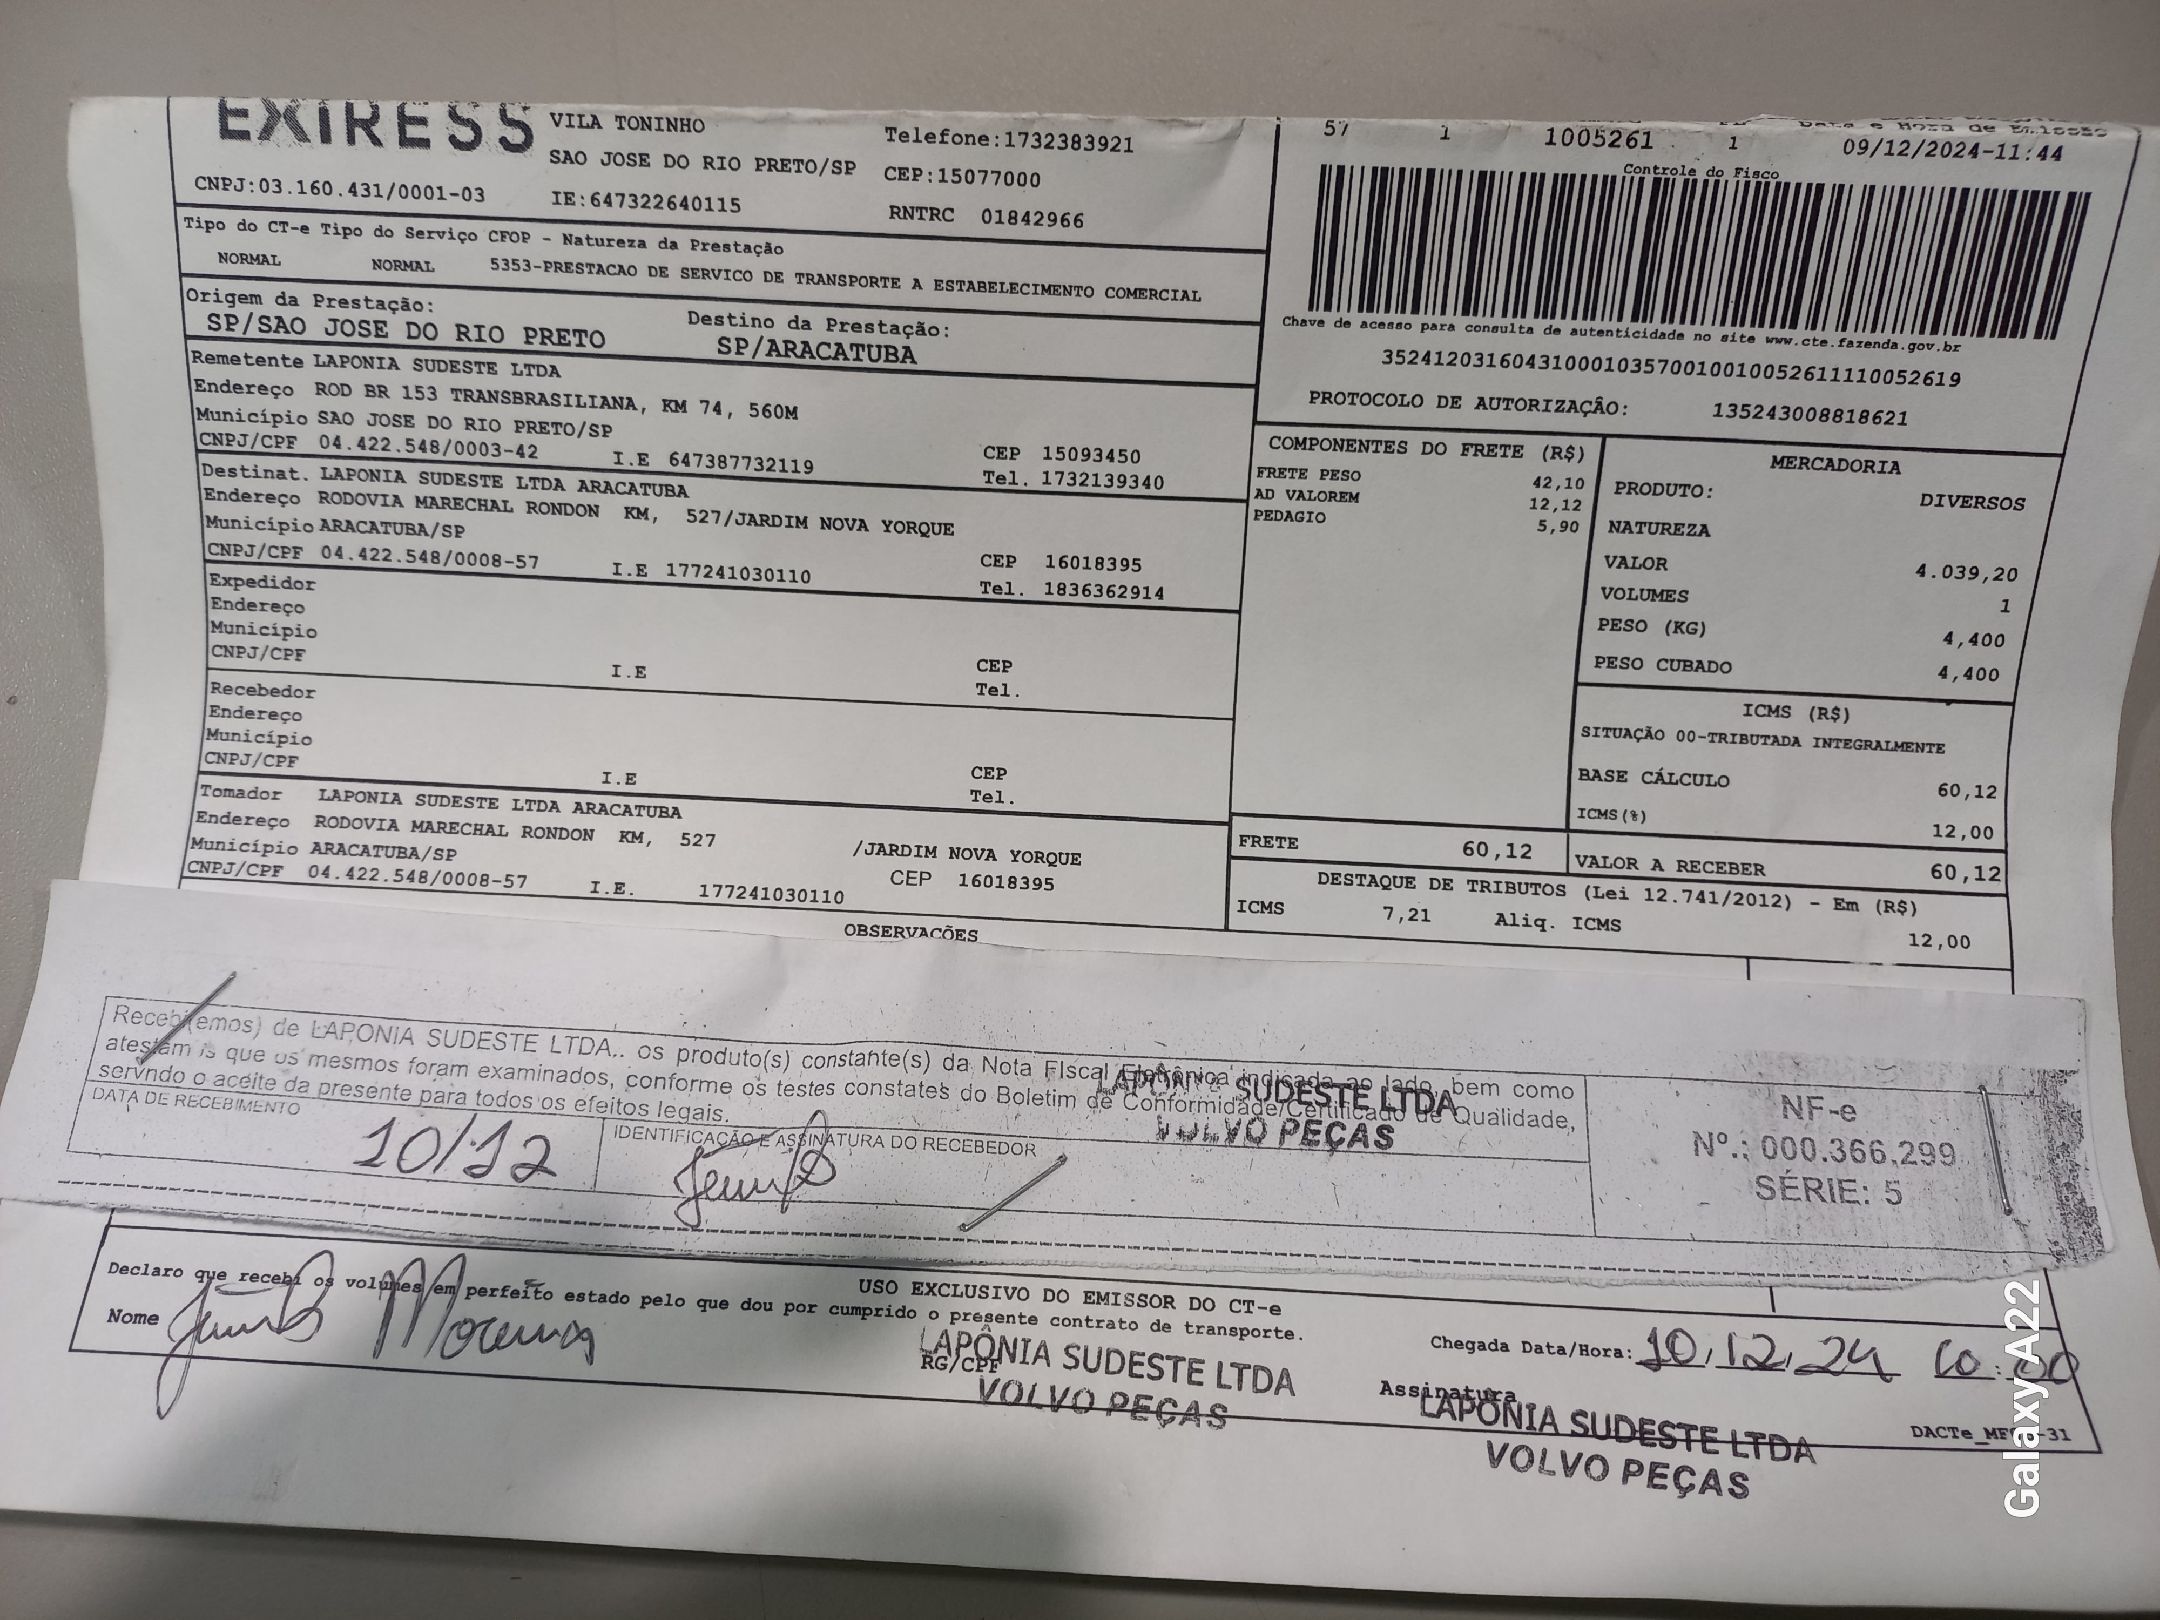 EXPRESS
VILA TONINHO
Telefone:1732383921
SAO JOSE DO RIO PRETO/SP
CEP:15077000
CNPJ:03.160.431/0001-03
IE:647322640115
RNTRC 01842966
57 1 1005261 1
Data e Hora de Emissão
09/12/2024-11:44
Controle do Fisco
Tipo do CT-e Tipo do Serviço CFOP - Natureza da Prestação
NORMAL NORMAL 5353-PRESTACAO DE SERVICO DE TRANSPORTE A ESTABELECIMENTO COMERCIAL
Origem da Prestação:
SP/SAO JOSE DO RIO PRETO
Destino da Prestação:
SP/ARACATUBA
Chave de acesso para consulta de autenticidade no site www.cte.fazenda.gov.br
35241203160431000103570010010052611110052619
PROTOCOLO DE AUTORIZAÇÃO: 135243008818621
Remetente LAPONIA SUDESTE LTDA
Endereço ROD BR 153 TRANSBRASILIANA, KM 74, 560M
Município SAO JOSE DO RIO PRETO/SP
CEP 15093450
CNPJ/CPF 04.422.548/0003-42 I.E 647387732119
Tel. 1732139340
Destinat. LAPONIA SUDESTE LTDA ARACATUBA
Endereço RODOVIA MARECHAL RONDON KM, 527/JARDIM NOVA YORQUE
Município ARACATUBA/SP
CEP 16018395
CNPJ/CPF 04.422.548/0008-57 I.E 177241030110
Tel. 1836362914
Expedidor
Endereço
Município
CEP
CNPJ/CPF I.E
Tel.
Recebedor
Endereço
Município
CEP
CNPJ/CPF I.E
Tel.
Tomador LAPONIA SUDESTE LTDA ARACATUBA
Endereço RODOVIA MARECHAL RONDON KM, 527 /JARDIM NOVA YORQUE
Município ARACATUBA/SP
CEP 16018395
CNPJ/CPF 04.422.548/0008-57 I.E. 177241030110
OBSERVAÇÕES
COMPONENTES DO FRETE (R$)
FRETE PESO 42,10
AD VALOREM 12,12
PEDAGIO 5,90
MERCADORIA
PRODUTO: DIVERSOS
NATUREZA
VALOR 4.039,20
VOLUMES 1
PESO (KG) 4,400
PESO CUBADO 4,400
ICMS (R$)
SITUAÇÃO 00-TRIBUTADA INTEGRALMENTE
BASE CÁLCULO 60,12
ICMS(%) 12,00
FRETE 60,12
VALOR A RECEBER 60,12
DESTAQUE DE TRIBUTOS (Lei 12.741/2012) - Em (R$)
ICMS 7,21 Aliq. ICMS 12,00
Recebi(emos) de LAPONIA SUDESTE LTDA.. os produto(s) constante(s) da Nota FIscal Eletrônica indicada ao lado, bem como
atestam is que os mesmos foram examinados, conforme os testes constates do Boletim de Conformidade/Certificado de Qualidade,
servndo o aceite da presente para todos os efeitos legais.
LAPÔNIA SUDESTE LTDA
VOLVO PEÇAS
DATA DE RECEBIMENTO
10/12
IDENTIFICAÇÃO E ASSINATURA DO RECEBEDOR
NF-e
Nº.: 000.366.299
SÉRIE: 5
USO EXCLUSIVO DO EMISSOR DO CT-e
Declaro que recebi os volumes em perfeito estado pelo que dou por cumprido o presente contrato de transporte.
Nome
RG/CPF
LAPÔNIA SUDESTE LTDA
VOLVO PEÇAS
Chegada Data/Hora: 10,12,24 10:00
Assinatura
LAPÔNIA SUDESTE LTDA
VOLVO PEÇAS
Galaxy A22